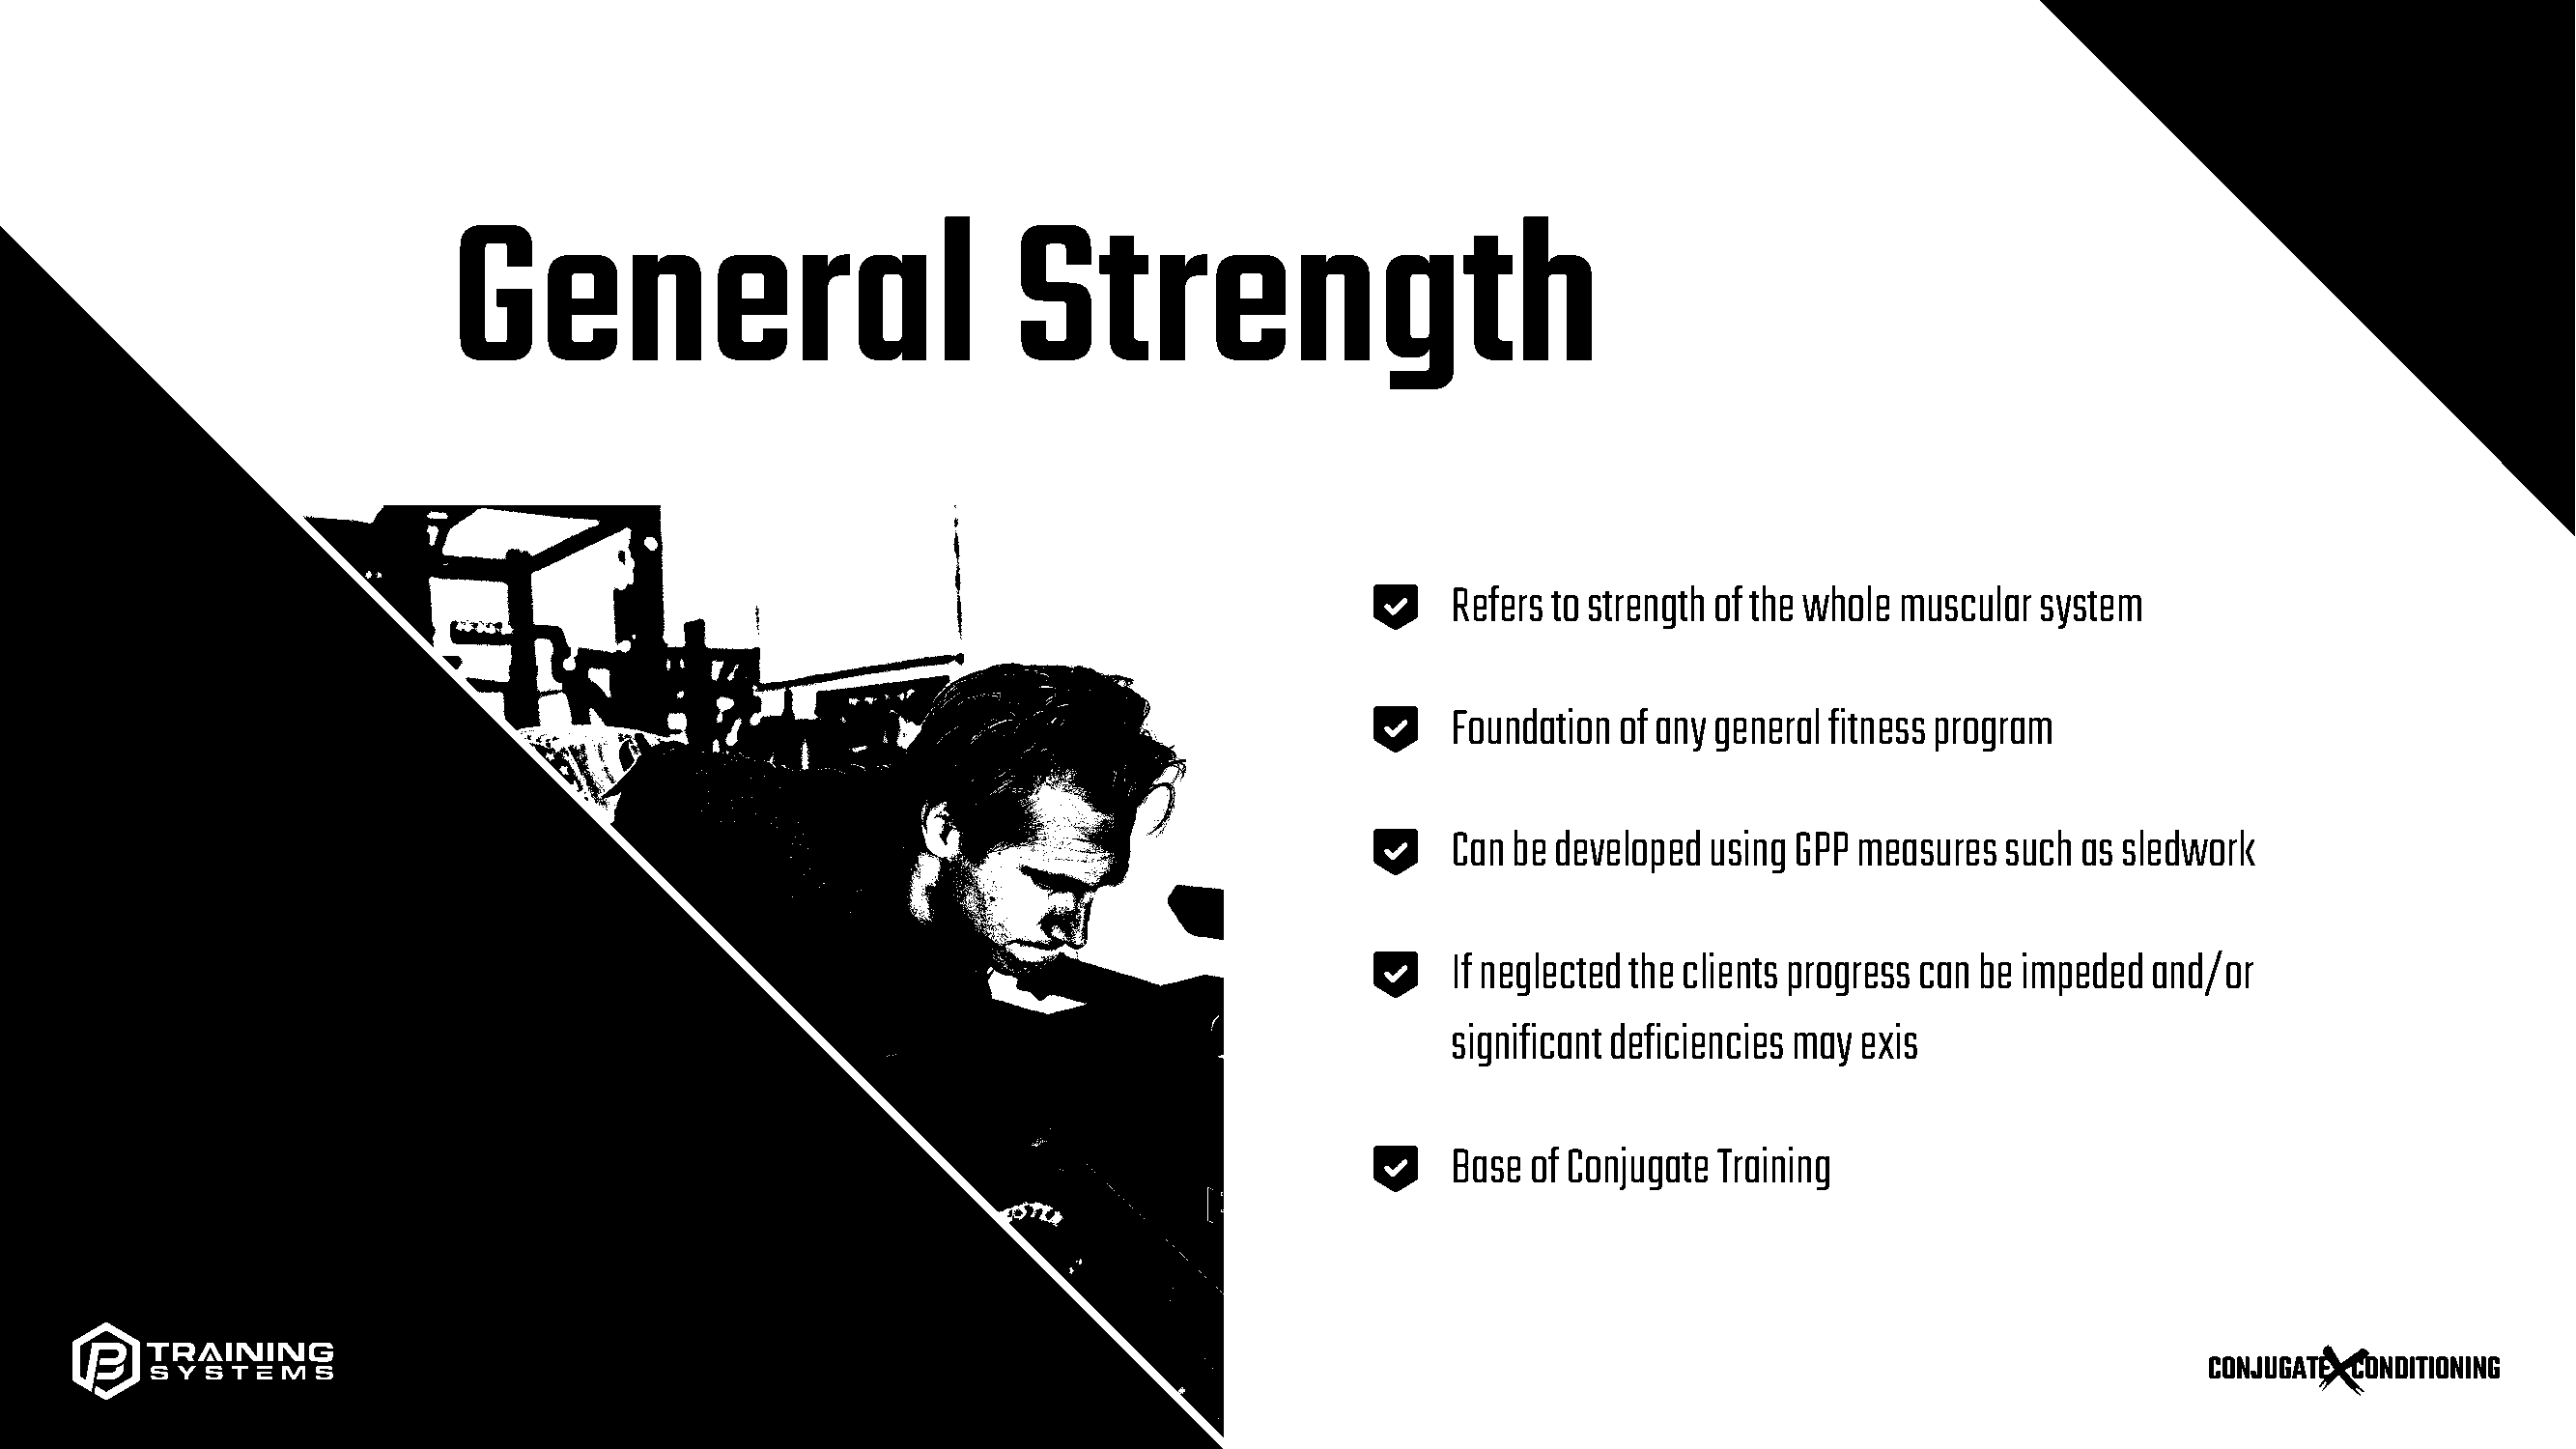 General Strength
Refers to strength of the whole muscular system
Foundation of any general fitness program
Can be developed using GPP measures such as sledwork
If neglected the clients progress can be impeded and/or
significant deficiencies may exis
Base of Conjugate Training
TRAINING
SYSTEMS
CONJUGATE X CONDITIONING